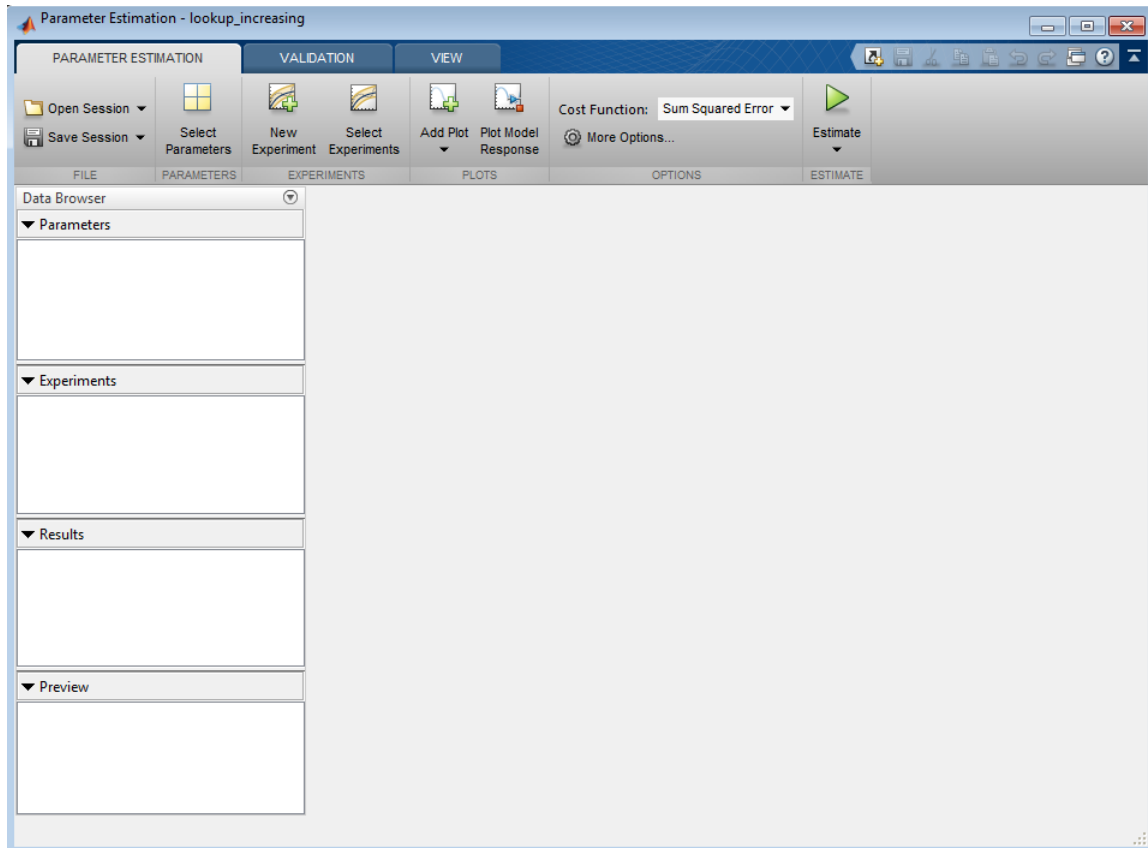 Parameter Estimation - lookup_increasing
PARAMETER ESTIMATION VALIDATION VIEW
Open Session
Save Session
Select Parameters
New Experiment
Select Experiments
Add Plot
Plot Model Response
Cost Function: Sum Squared Error
More Options...
Estimate
FILE PARAMETERS EXPERIMENTS PLOTS OPTIONS ESTIMATE
Data Browser
Parameters
Experiments
Results
Preview